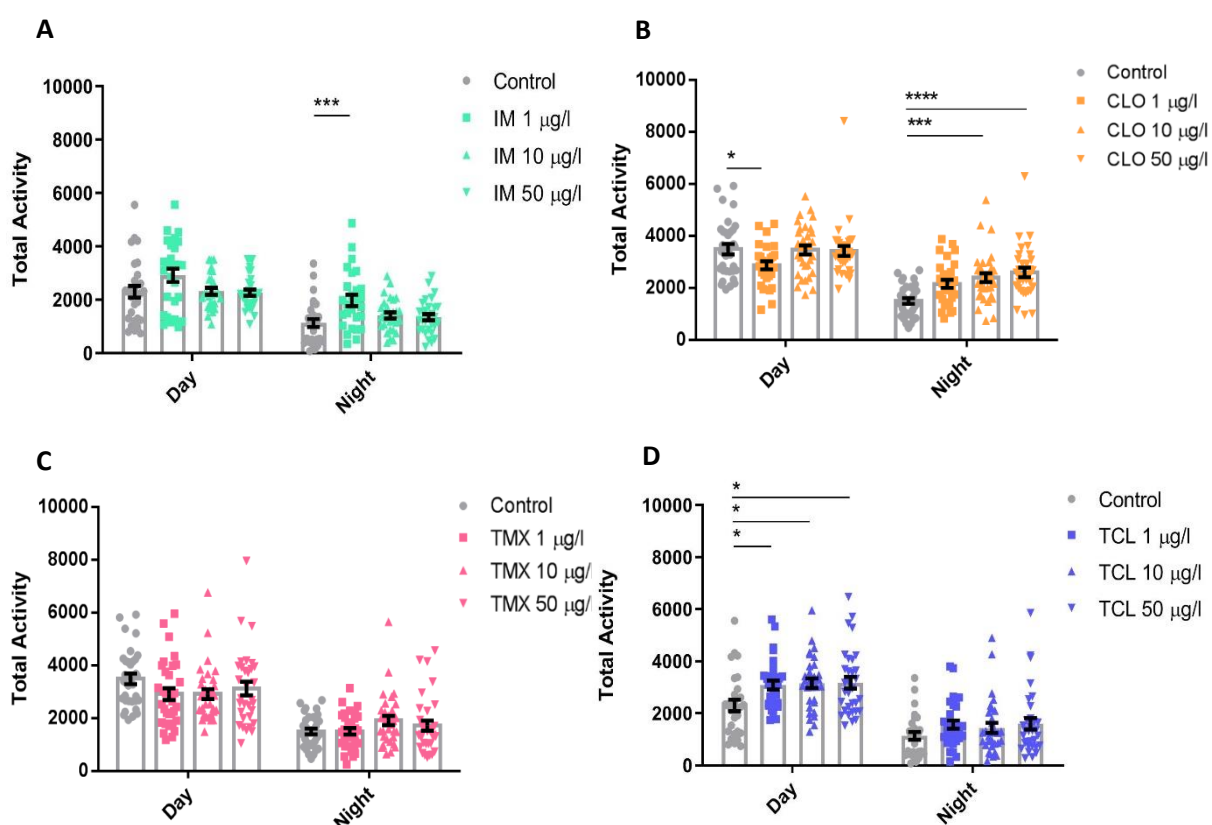 A
Control
IM 1 μg/l
IM 10 μg/l
IM 50 μg/l
***
10000
8000
6000
4000
2000
0
Total Activity
Day
Night
B
Control
CLO 1 μg/l
CLO 10 μg/l
CLO 50 μg/l
****
***
*
10000
8000
6000
4000
2000
0
Total Activity
Day
Night
C
Control
TMX 1 μg/l
TMX 10 μg/l
TMX 50 μg/l
10000
8000
6000
4000
2000
0
Total Activity
Day
Night
D
Control
TCL 1 μg/l
TCL 10 μg/l
TCL 50 μg/l
*
*
*
10000
8000
6000
4000
2000
0
Total Activity
Day
Night